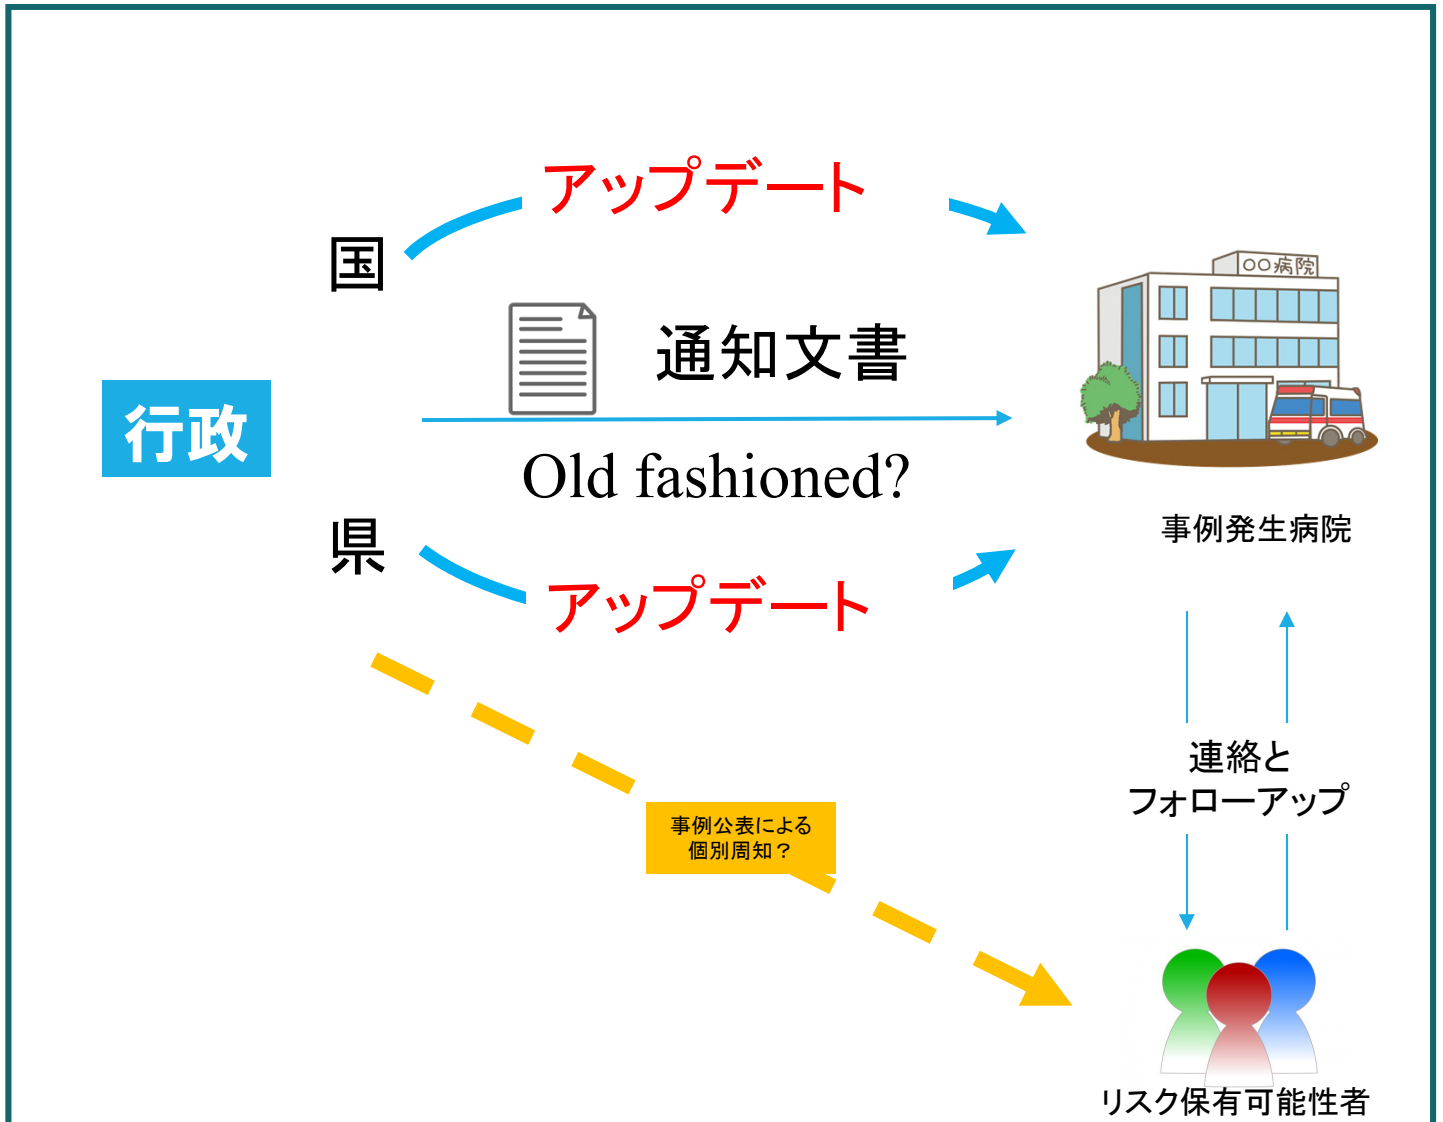 アップデート
国
〇〇病院
通知文書
行政
Old fashioned?
県
事例発生病院
アップデート
連絡と
フォローアップ
事例公表による
個別周知？
リスク保有可能性者